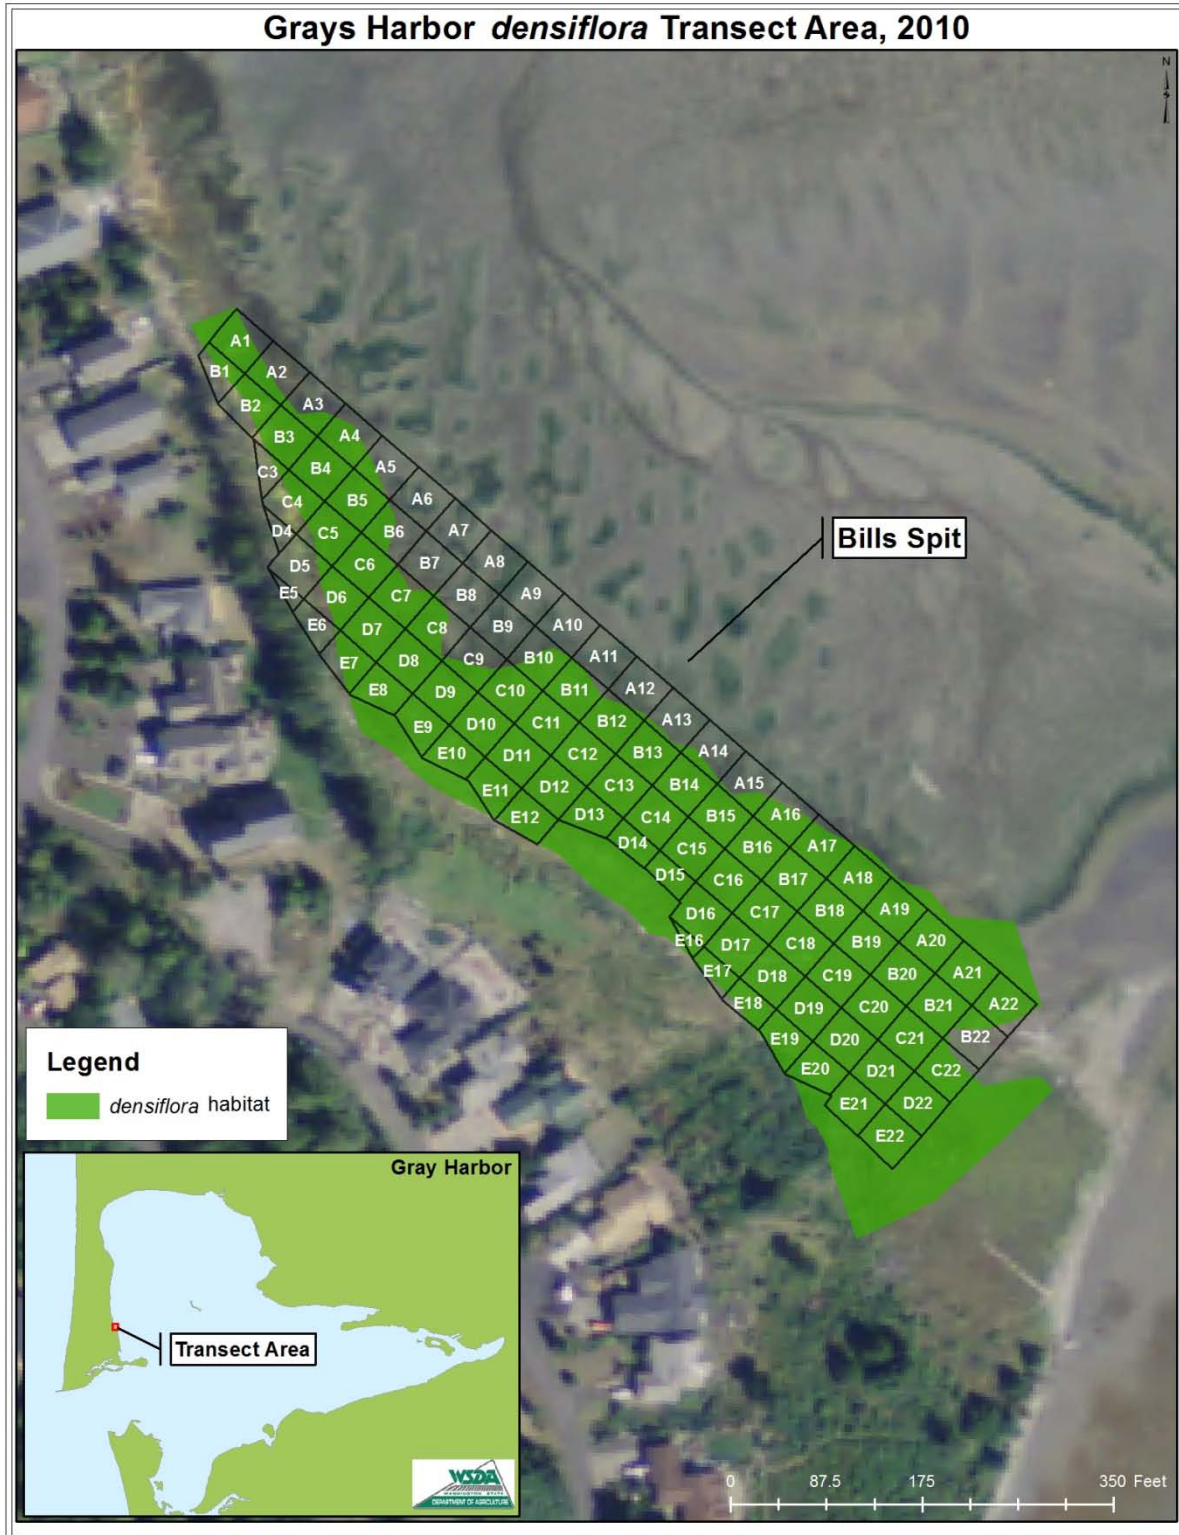 Grays Harbor densiflora Transect Area, 2010
N
A1
B1
A2
B2
A3
B3
A4
C3
B4
A5
C4
B5
A6
D4
C5
B6
A7
D5
C6
B7
A8
E5
D6
C7
B8
A9
E6
D7
C8
B9
A10
E7
D8
C9
B10
A11
E8
D9
C10
B11
A12
E9
D10
C11
B12
A13
E10
D11
C12
B13
A14
E11
D12
C13
B14
A15
E12
D13
C14
B15
A16
D14
C15
B16
A17
D15
C16
B17
A18
D16
C17
B18
A19
E16
D17
C18
B19
A20
E17
D18
C19
B20
A21
E18
D19
C20
B21
A22
E19
D20
C21
B22
E20
D21
C22
E21
D22
E22
Bills Spit
Legend
densiflora habitat
Gray Harbor
Transect Area
WSDA
WASHINGTON STATE
DEPARTMENT OF AGRICULTURE
0 87.5 175 350 Feet